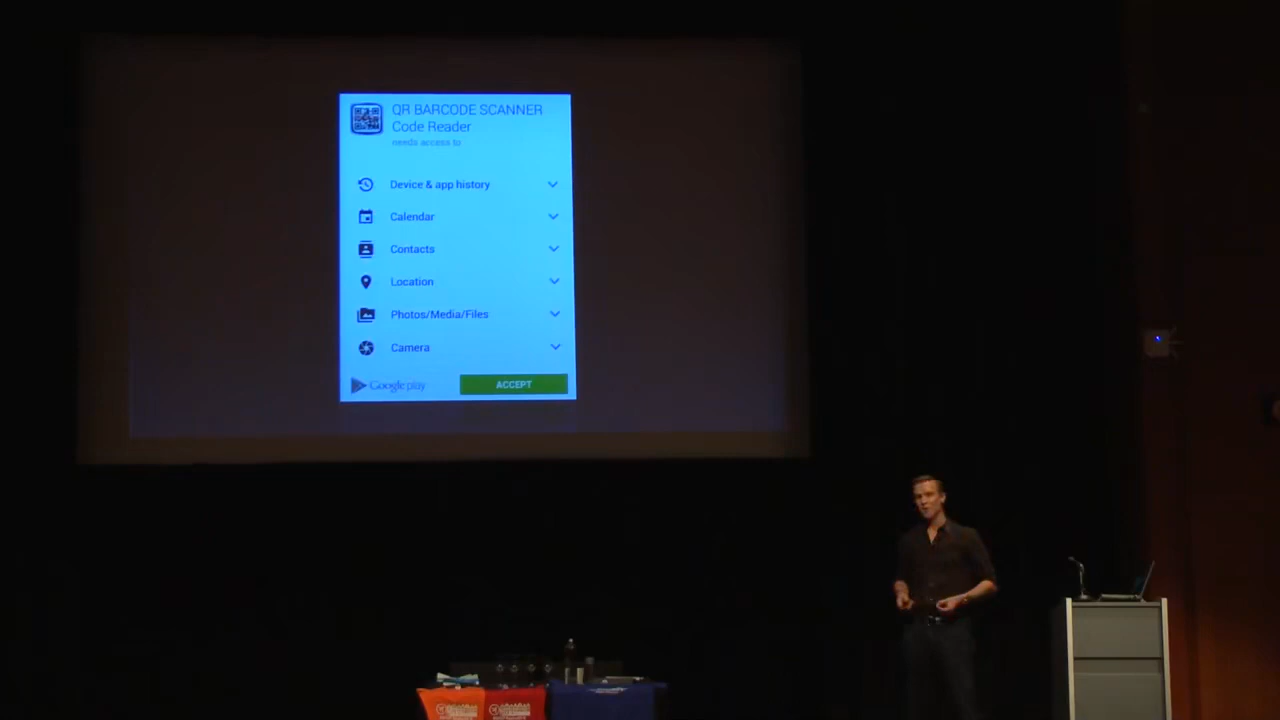 QR BARCODE SCANNER
Code Reader
needs access to
Device & app history
Calendar
Contacts
Location
Photos/Media/Files
Camera
Google play
ACCEPT